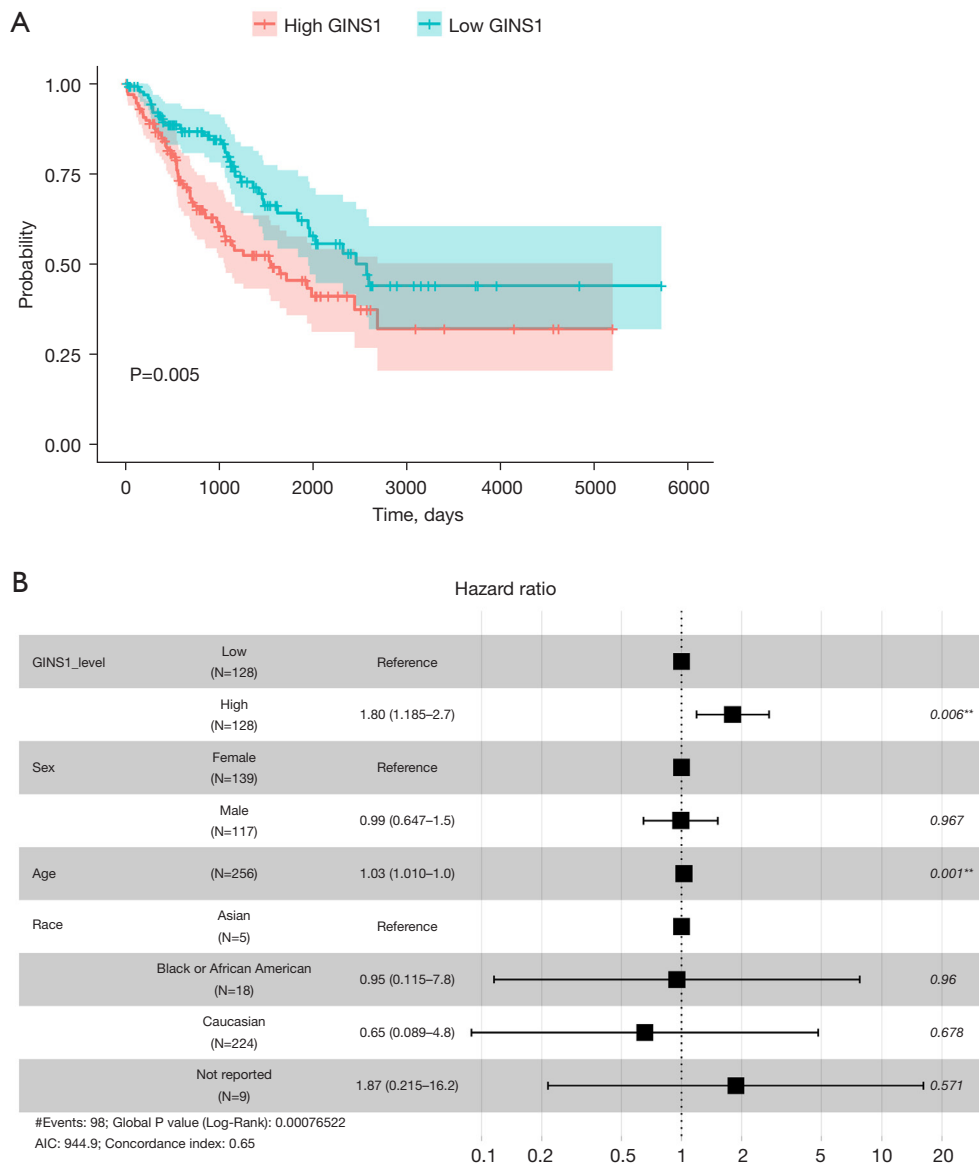 A
High GINS1 Low GINS1
1.00
0.75
0.50
0.25
0.00
Probability
P=0.005
0 1000 2000 3000 4000 5000 6000
Time, days
B
Hazard ratio
GINS1_level Low (N=128) Reference
High (N=128) 1.80 (1.185–2.7) 0.006**
Sex Female (N=139) Reference
Male (N=117) 0.99 (0.647–1.5) 0.967
Age (N=256) 1.03 (1.010–1.0) 0.001**
Race Asian (N=5) Reference
Black or African American (N=18) 0.95 (0.115–7.8) 0.96
Caucasian (N=224) 0.65 (0.089–4.8) 0.678
Not reported (N=9) 1.87 (0.215–16.2) 0.571
#Events: 98; Global P value (Log-Rank): 0.00076522
AIC: 944.9; Concordance index: 0.65
0.1 0.2 0.5 1 2 5 10 20